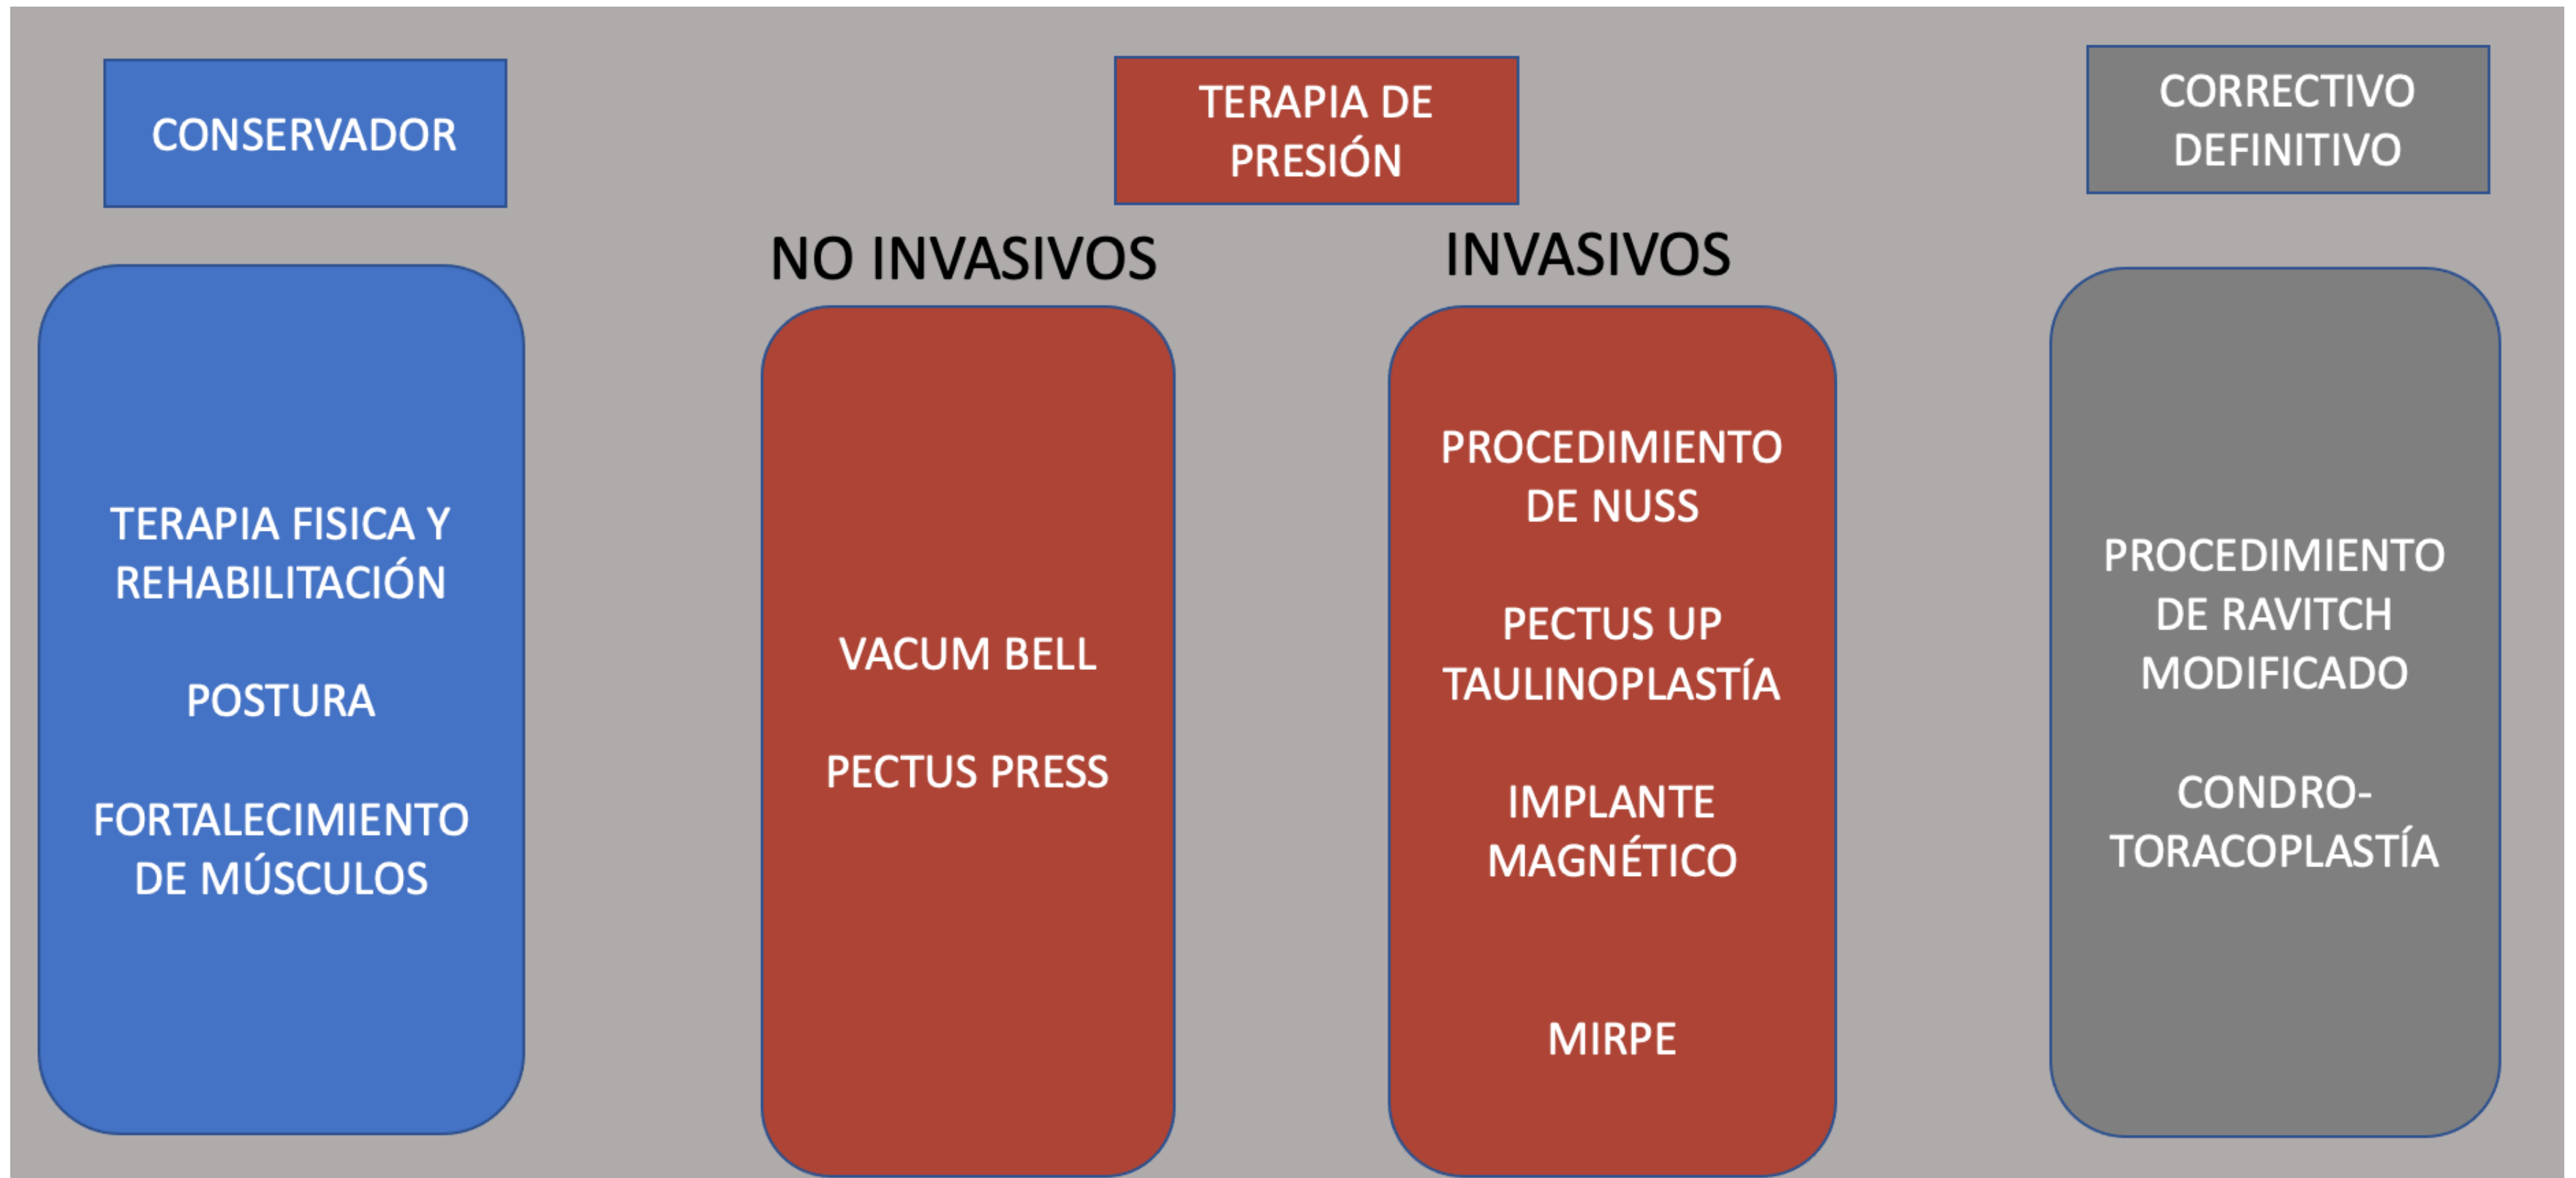 CONSERVADOR
TERAPIA FISICA Y
REHABILITACIÓN
POSTURA
FORTALECIMIENTO
DE MÚSCULOS
TERAPIA DE
PRESIÓN
NO INVASIVOS
VACUM BELL
PECTUS PRESS
INVASIVOS
PROCEDIMIENTO
DE NUSS
PECTUS UP
TAULINOPLASTÍA
IMPLANTE
MAGNÉTICO
MIRPE
CORRECTIVO
DEFINITIVO
PROCEDIMIENTO
DE RAVITCH
MODIFICADO
CONDRO-
TORACOPLASTÍA